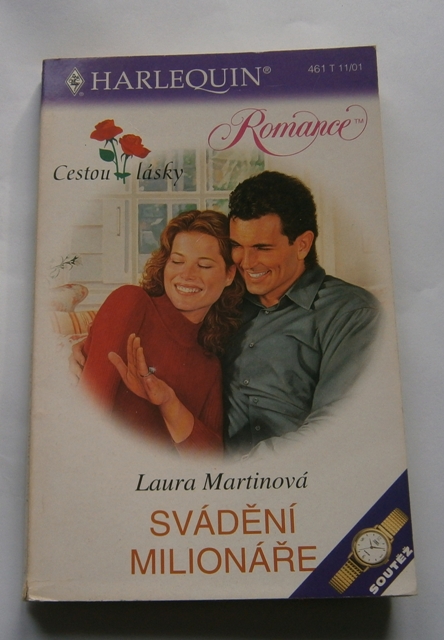 HARLEQUIN®
461 T 11/01
Romance™
Cestou lásky
Laura Martinová
SVÁDĚNÍ
MILIONÁŘE
SOUTĚŽ